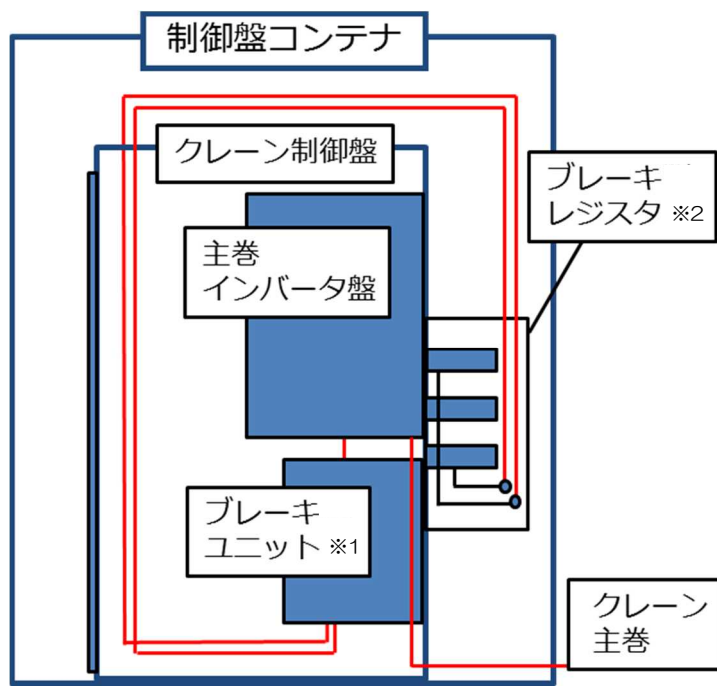 制御盤コンテナ
クレーン制御盤
ブレーキ
レジスタ ※2
主巻
インバータ盤
ブレーキ
ユニット ※1
クレーン
主巻